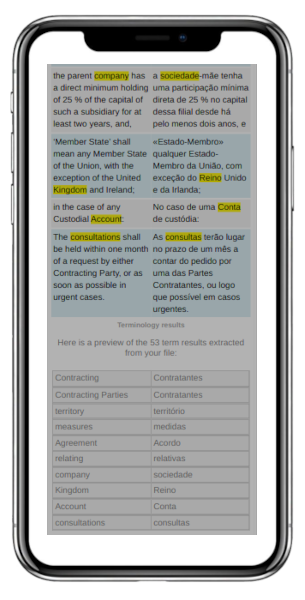 the parent company has
a direct minimum holding
of 25 % of the capital of
such a subsidiary for at
least two years, and,
a sociedade-mãe tenha
uma participação mínima
direta de 25 % no capital
dessa filial desde há
pelo menos dois anos, e
'Member State' shall
mean any Member State
of the Union, with the
exception of the United
Kingdom and Ireland;
«Estado-Membro»
qualquer Estado-
Membro da União, com
exceção do Reino Unido
e da Irlanda;
in the case of any
Custodial Account:
No caso de uma Conta
de custódia:
The consultations shall
be held within one month
of a request by either
Contracting Party, or as
soon as possible in
urgent cases.
As consultas terão lugar
no prazo de um mês a
contar do pedido por
uma das Partes
Contratantes, ou logo
que possível em casos
urgentes.
Terminology results
Here is a preview of the 53 term results extracted
from your file:
Contracting Contratantes
Contracting Parties Contratantes
territory território
measures medidas
Agreement Acordo
relating relativas
company sociedade
Kingdom Reino
Account Conta
consultations consultas